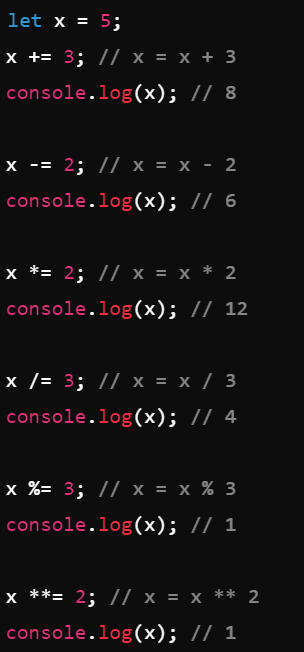 let x = 5;
x += 3; // x = x + 3
console.log(x); // 8
x -= 2; // x = x - 2
console.log(x); // 6
x *= 2; // x = x * 2
console.log(x); // 12
x /= 3; // x = x / 3
console.log(x); // 4
x %= 3; // x = x % 3
console.log(x); // 1
x **= 2; // x = x ** 2
console.log(x); // 1